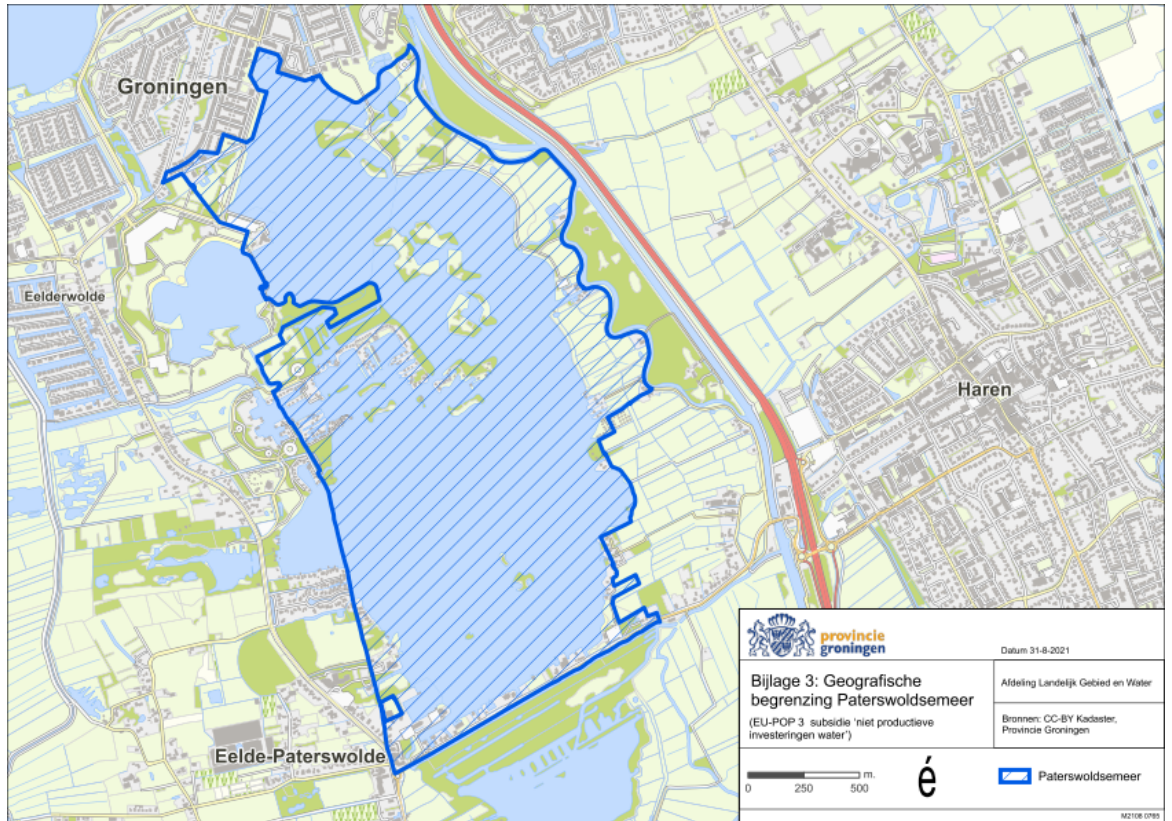 Groningen
Eelderwolde
Haren
Eelde-Paterswolde
provincie
groningen
Datum 31-8-2021
Bijlage 3: Geografische
begrenzing Paterswoldsemeer
(EU-POP 3 subsidie 'niet productieve
investeringen water')
Afdeling Landelijk Gebied en Water
Bronnen: CC-BY Kadaster,
Provincie Groningen
m.
0 250 500
é
Paterswoldsemeer
M2108 0765